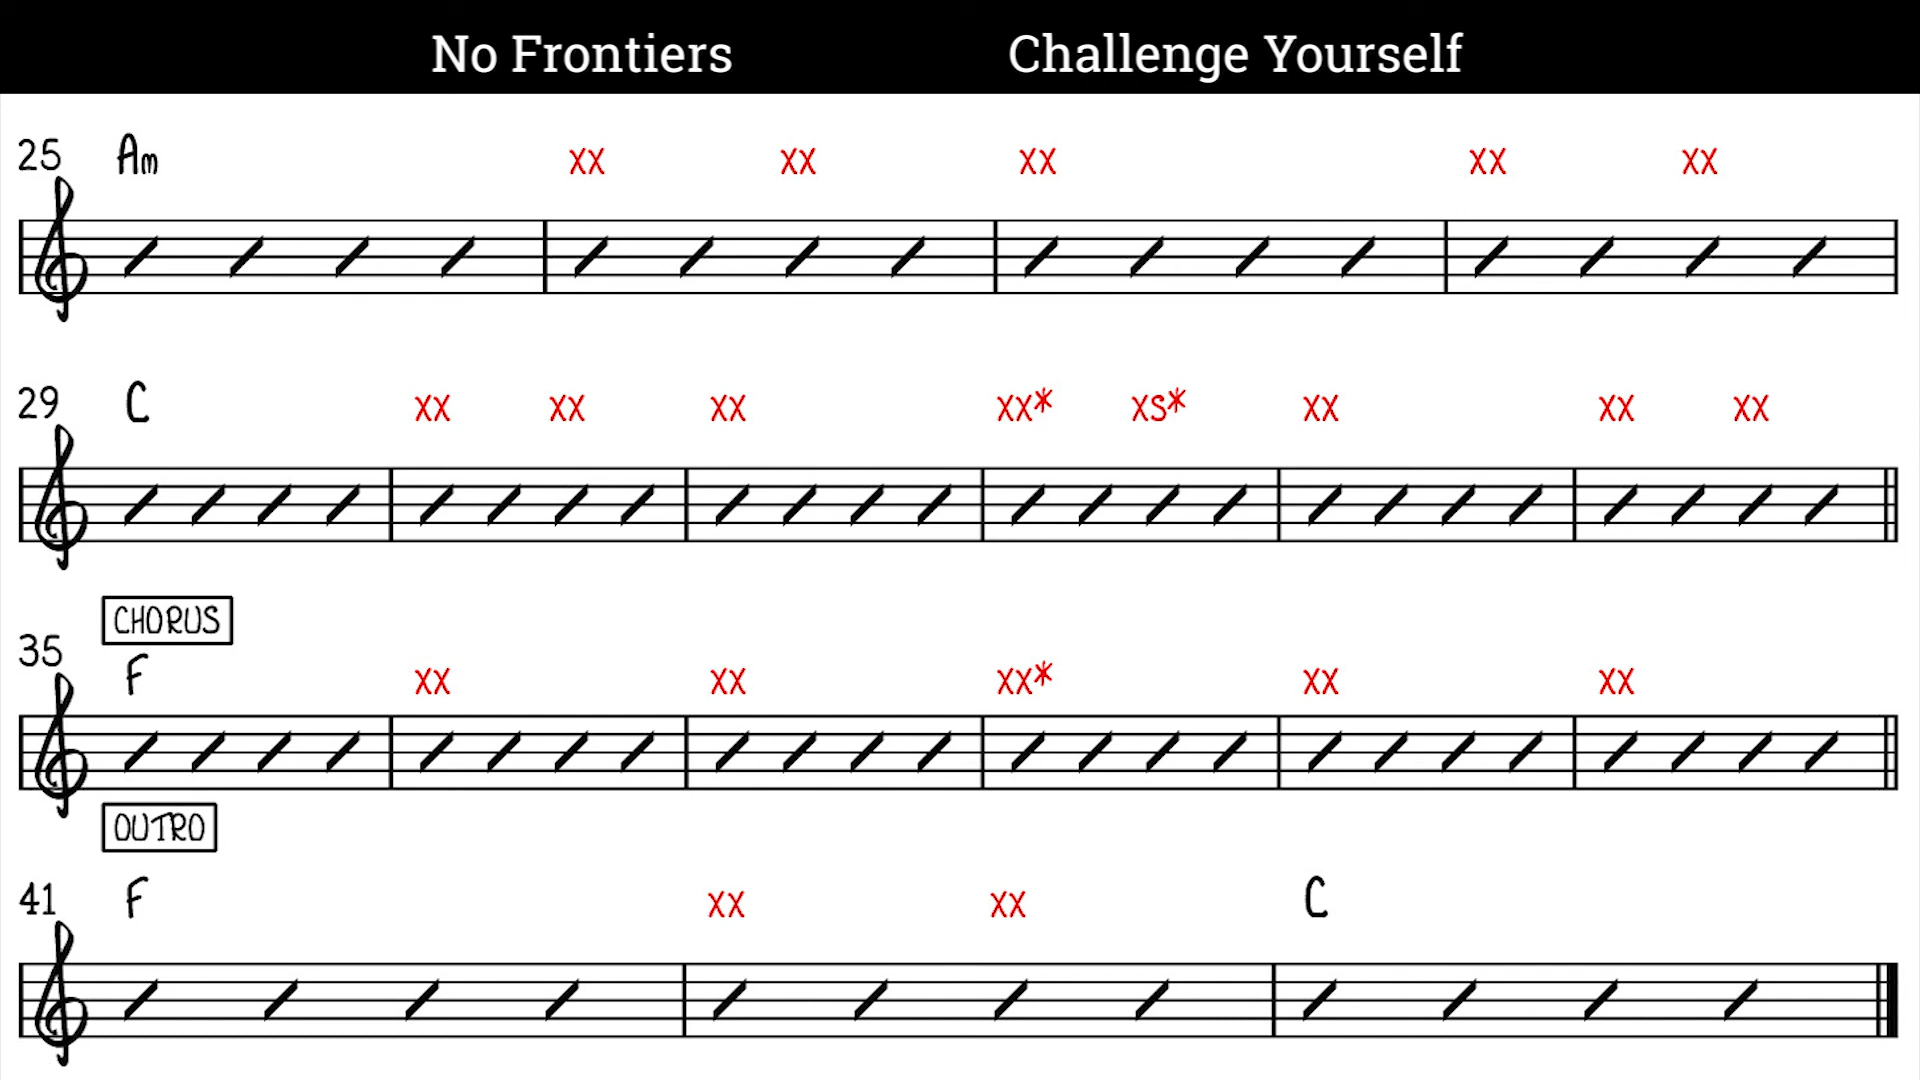 No Frontiers Challenge Yourself
25 Am xx xx xx xx xx
29 C xx xx xx xx* xs* xx xx xx
CHORUS
35 F xx xx xx* xx xx
OUTRO
41 F xx xx C